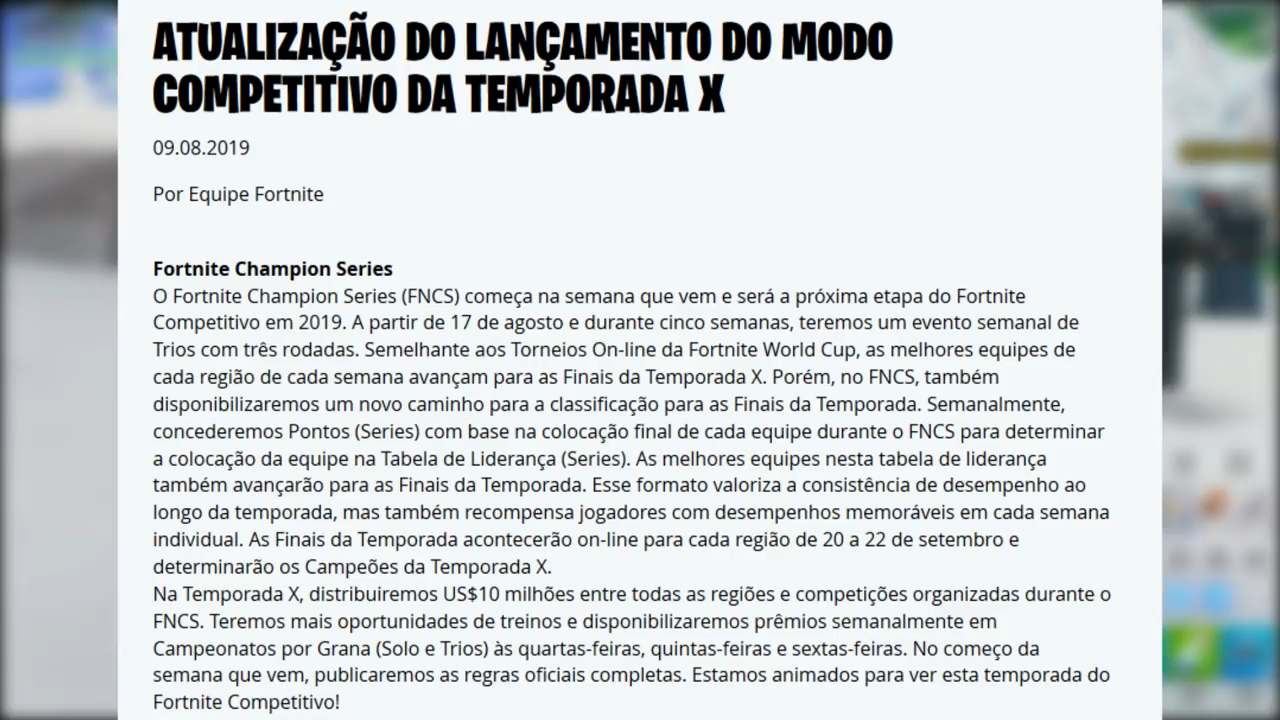 ATUALIZAÇÃO DO LANÇAMENTO DO MODO
COMPETITIVO DA TEMPORADA X
09.08.2019
Por Equipe Fortnite
Fortnite Champion Series
O Fortnite Champion Series (FNCS) começa na semana que vem e será a próxima etapa do Fortnite
Competitivo em 2019. A partir de 17 de agosto e durante cinco semanas, teremos um evento semanal de
Trios com três rodadas. Semelhante aos Torneios On-line da Fortnite World Cup, as melhores equipes de
cada região de cada semana avançam para as Finais da Temporada X. Porém, no FNCS, também
disponibilizaremos um novo caminho para a classificação para as Finais da Temporada. Semanalmente,
concederemos Pontos (Series) com base na colocação final de cada equipe durante o FNCS para determinar
a colocação da equipe na Tabela de Liderança (Series). As melhores equipes nesta tabela de liderança
também avançarão para as Finais da Temporada. Esse formato valoriza a consistência de desempenho ao
longo da temporada, mas também recompensa jogadores com desempenhos memoráveis em cada semana
individual. As Finais da Temporada acontecerão on-line para cada região de 20 a 22 de setembro e
determinarão os Campeões da Temporada X.
Na Temporada X, distribuiremos US$10 milhões entre todas as regiões e competições organizadas durante o
FNCS. Teremos mais oportunidades de treinos e disponibilizaremos prêmios semanalmente em
Campeonatos por Grana (Solo e Trios) às quartas-feiras, quintas-feiras e sextas-feiras. No começo da
semana que vem, publicaremos as regras oficiais completas. Estamos animados para ver esta temporada do
Fortnite Competitivo!